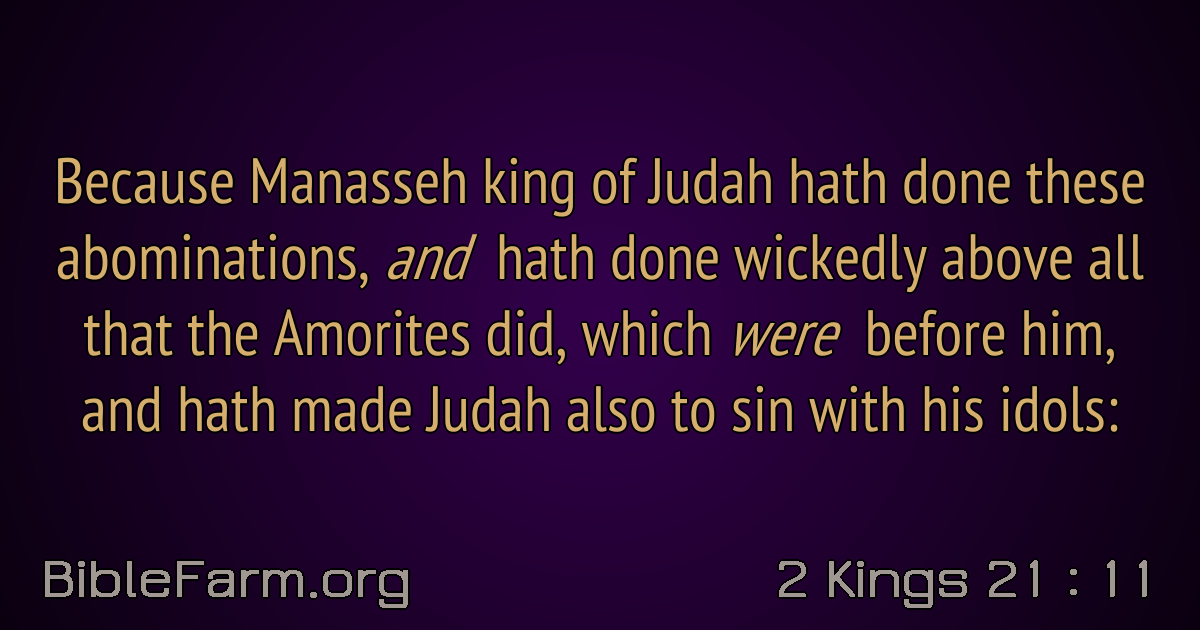 Because Manasseh king of Judah hath done these
abominations, and hath done wickedly above all
that the Amorites did, which were before him,
and hath made Judah also to sin with his idols:
BibleFarm.org
2 Kings 21 : 11